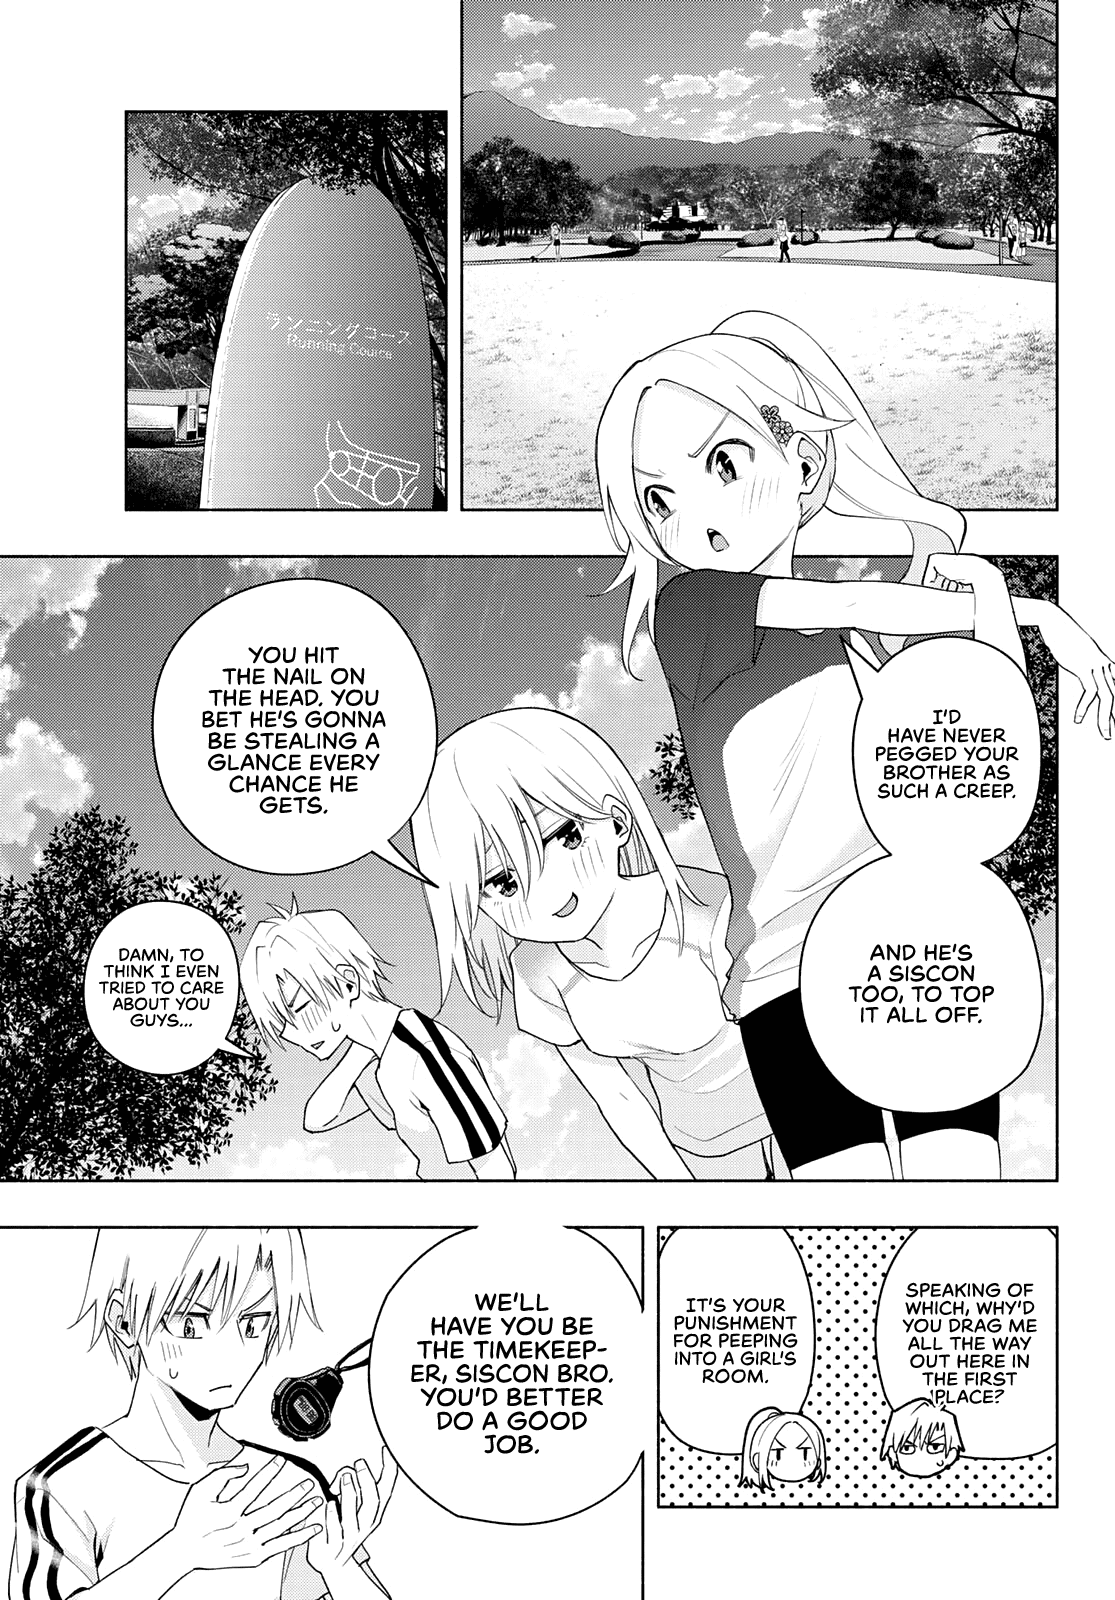 ランニングコース
Running Cource
I'D
HAVE NEVER
PEGGED YOUR
BROTHER AS
SUCH A CREEP.
AND HE'S
A SISCON
TOO, TO TOP
IT ALL OFF.
YOU HIT
THE NAIL ON
THE HEAD. YOU
BET HE'S GONNA
BE STEALING A
GLANCE EVERY
CHANCE HE
GETS.
DAMN, TO
THINK I EVEN
TRIED TO CARE
ABOUT YOU
GUYS...
SPEAKING OF
WHICH, WHY'D
YOU DRAG ME
ALL THE WAY
OUT HERE IN
THE FIRST
PLACE?
IT'S YOUR
PUNISHMENT
FOR PEEPING
INTO A GIRL'S
ROOM.
WE'LL
HAVE YOU BE
THE TIMEKEEP-
ER, SISCON BRO.
YOU'D BETTER
DO A GOOD
JOB.